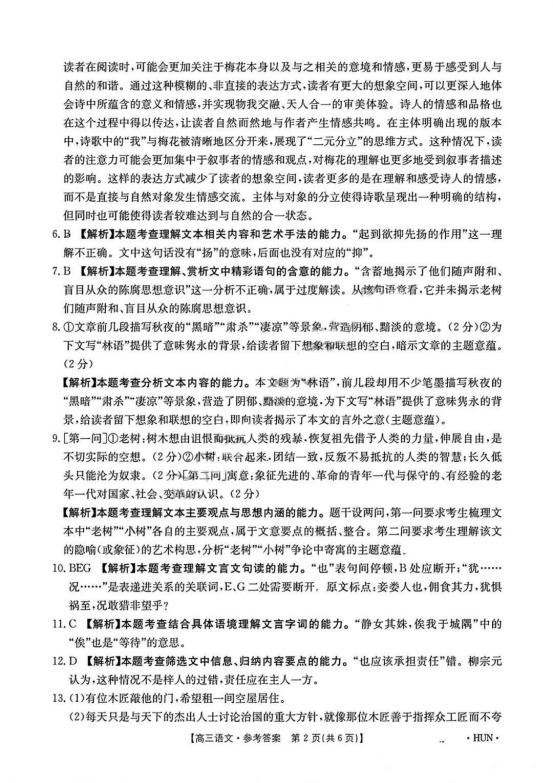 读者在阅读时,可能会更加关注于梅花本身以及与之相关的意境和情感,更易于感受到人与
自然的和谐。通过这种模糊的、非直接的表达方式,读者有更大的想象空间,可以更深入地体
会诗中所蕴含的意义和情感,并实现物我交融、天人合一的审美体验。诗人的情感和品格也
在这个过程中得以传达,让读者自然而然地与作者产生情感共鸣。在主体明确出现的版本
中,诗歌中的“我”与梅花被清晰地区分开来,展现了“二元分立”的思维方式。这种情况下,读
者的注意力可能会更加集中于叙事者的情感和观点,对梅花的理解也更多地受到叙事者描述
的影响。这样的表达方式减少了读者的想象空间,读者更多的是在理解和感受诗人的情感,
而不是直接与自然对象发生情感交流。主体与对象的分立使得诗歌呈现出一种明确的结构,
但同时也可能使得读者较难达到与自然的合一状态。
6. B 【解析】本题考查理解文本相关内容和艺术手法的能力。“起到欲抑先扬的作用”这一理
解不正确。文中这句话没有“扬”的意味,后面也没有对应的“抑”。
7. B 【解析】本题考查理解、赏析文中精彩语句的含意的能力。“含蓄地揭示了他们随声附和、
盲目从众的陈腐思想意识”这一分析不正确,属于过度解读。从该句语意看,它并未揭示老树
们随声附和、盲目从众的陈腐思想意识。
8. ①文章前几段描写秋夜的“黑暗”“肃杀”“凄凉”等景象,营造阴郁、黯淡的意境。(2 分)②为
下文写“林语”提供了意味隽永的背景,给读者留下想象和联想的空白,暗示文章的主题意蕴。
(2 分)
【解析】本题考查分析文本内容的能力。本文题为“林语”,前几段却用不少笔墨描写秋夜的
“黑暗”“肃杀”“凄凉”等景象,营造了阴郁、黯淡的意境,为下文写“林语”提供了意味隽永的背
景,给读者留下想象和联想的空白,即向读者揭示了本文的言外之意(主题意蕴)。
9. [第一问]①老树:树木想由诅恨而抵抗人类的残暴、恢复祖先借予人类的力量,伸展自由,是
不切实际的空想。(2 分)②小树:联合起来、团结一致,反叛不易抵抗的人类的智慧;长久低
头只能沦为奴隶。(2 分)[第二问]寓意:象征先进的、革命的青年一代与保守的、有经验的老
年一代对国家、社会、变革的认识。(2 分)
【解析】本题考查理解文本主要观点与思想内涵的能力。题干设两问,第一问要求考生梳理文
本中“老树”“小树”各自的主要观点,属于文意要点的概括、整合。第二问要求考生理解该文
的隐喻(或象征)的艺术构思,分析“老树”“小树”争论中寄寓的主题意蕴。
10. BEG 【解析】本题考查理解文言文句读的能力。“也”表句间停顿,B 处应断开;“犹……
况……”是表递进关系的关联词,E、G 二处需要断开。原文标点:妾委人也,佣食其力,犹惧
祸至,况敢猎非望乎?
11. C 【解析】本题考查结合具体语境理解文言字词的能力。“静女其姝,俟我于城隅”中的
“俟”也是“等待”的意思。
12. D 【解析】本题考查筛选文中信息、归纳内容要点的能力。“也应该承担责任”错。柳宗元
认为,这种情况不是梓人的过错,责任应在主人一方。
13. (1)有位木匠敲他的门,希望租一间空屋居住。
(2)每天只是与天下的杰出人士讨论治国的重大方针,就像那位木匠善于指挥众工匠而不夸
【高三语文·参考答案 第 2 页(共 6 页)】 ·HUN·